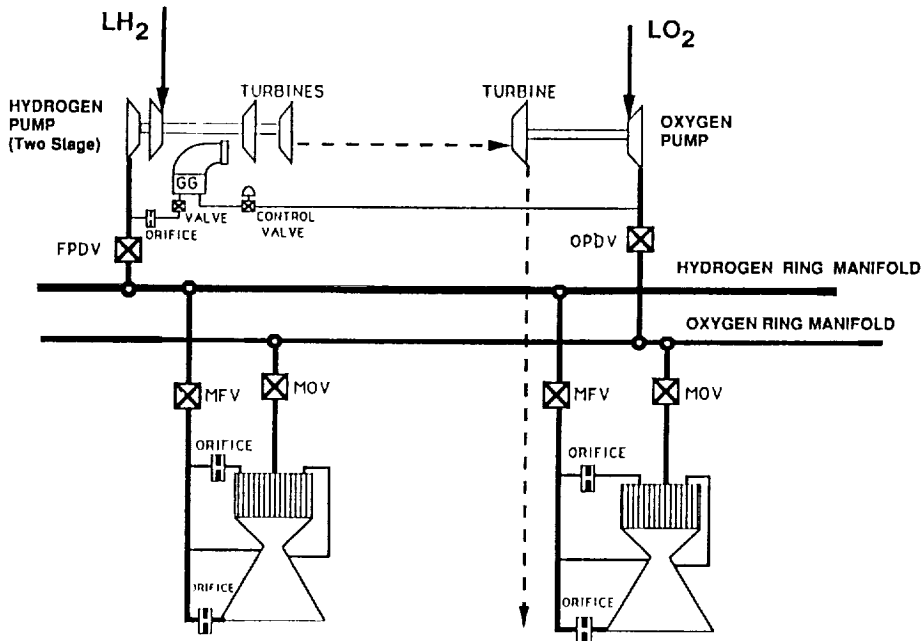 LH2
LO2
HYDROGEN
PUMP
(Two Stage)
TURBINES
TURBINE
OXYGEN
PUMP
GG
VALVE
ORIFICE
CONTROL
VALVE
FPDV
OPDV
HYDROGEN RING MANIFOLD
OXYGEN RING MANIFOLD
MFV
MOV
MFV
MOV
ORIFICE
ORIFICE
ORIFICE
ORIFICE